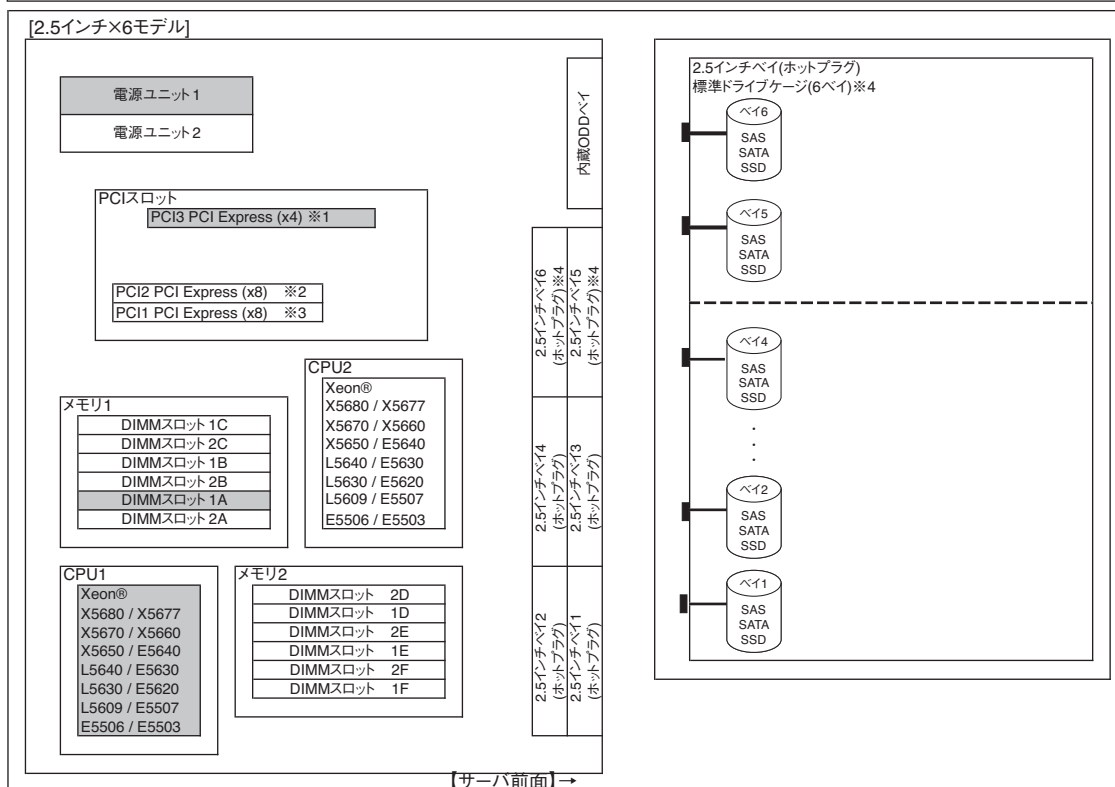 [2.5インチ×6モデル]
電源ユニット1
電源ユニット2
PCIスロット
PCI3 PCI Express (x4) ※1
PCI2 PCI Express (x8) ※2
PCI1 PCI Express (x8) ※3
CPU2
Xeon®
X5680 / X5677
X5670 / X5660
X5650 / E5640
L5640 / E5630
L5630 / E5620
L5609 / E5507
E5506 / E5503
メモリ1
DIMMスロット 1C
DIMMスロット 2C
DIMMスロット 1B
DIMMスロット 2B
DIMMスロット 1A
DIMMスロット 2A
CPU1
Xeon®
X5680 / X5677
X5670 / X5660
X5650 / E5640
L5640 / E5630
L5630 / E5620
L5609 / E5507
E5506 / E5503
メモリ2
DIMMスロット 2D
DIMMスロット 1D
DIMMスロット 2E
DIMMスロット 1E
DIMMスロット 2F
DIMMスロット 1F
内蔵ODDベイ
2.5インチベイ6
(ホットプラグ)※4
2.5インチベイ5
(ホットプラグ)※4
2.5インチベイ4
(ホットプラグ)
2.5インチベイ3
(ホットプラグ)
2.5インチベイ2
(ホットプラグ)
2.5インチベイ1
(ホットプラグ)
【サーバ前面】→
2.5インチベイ(ホットプラグ)
標準ドライブケージ(6ベイ)※4
ベイ6
SAS
SATA
SSD
ベイ5
SAS
SATA
SSD
ベイ4
SAS
SATA
SSD
ベイ2
SAS
SATA
SSD
ベイ1
SAS
SATA
SSD